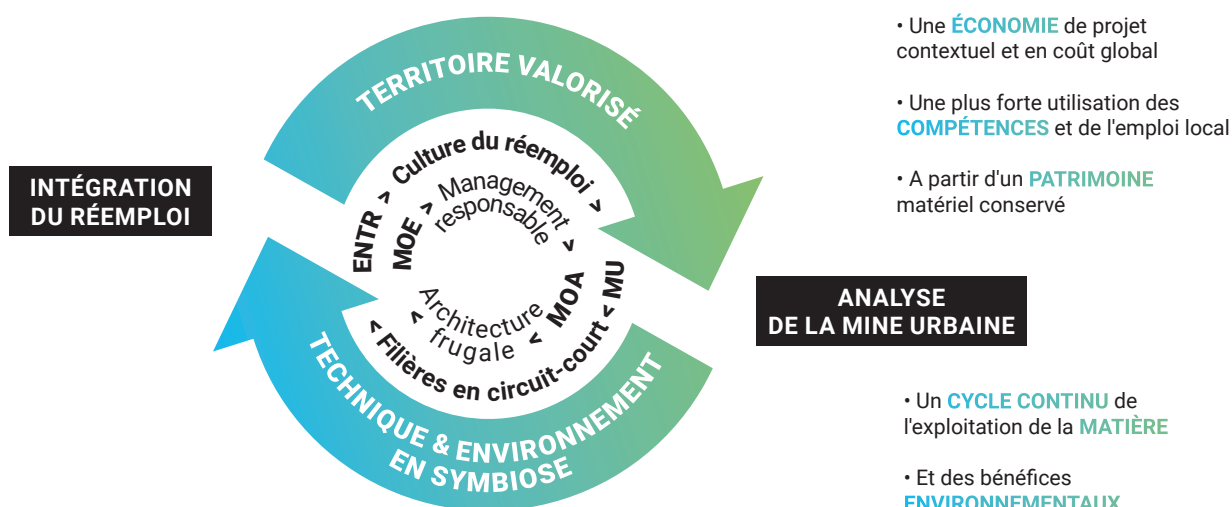 INTÉGRATION
DU RÉEMPLOI
TERRITOIRE VALORISÉ
ENTR > Culture du réemploi >
MOE > Management >
responsable
MU
MOA
< Filières en circuit-court <
< Architecture <
frugale
TECHNIQUE & ENVIRONNEMENT
EN SYMBIOSE
• Une ÉCONOMIE de projet
contextuel et en coût global
• Une plus forte utilisation des
COMPÉTENCES et de l'emploi local
• A partir d'un PATRIMOINE
matériel conservé
ANALYSE
DE LA MINE URBAINE
• Un CYCLE CONTINU de
l'exploitation de la MATIÈRE
• Et des bénéfices
ENVIRONNEMENTAUX